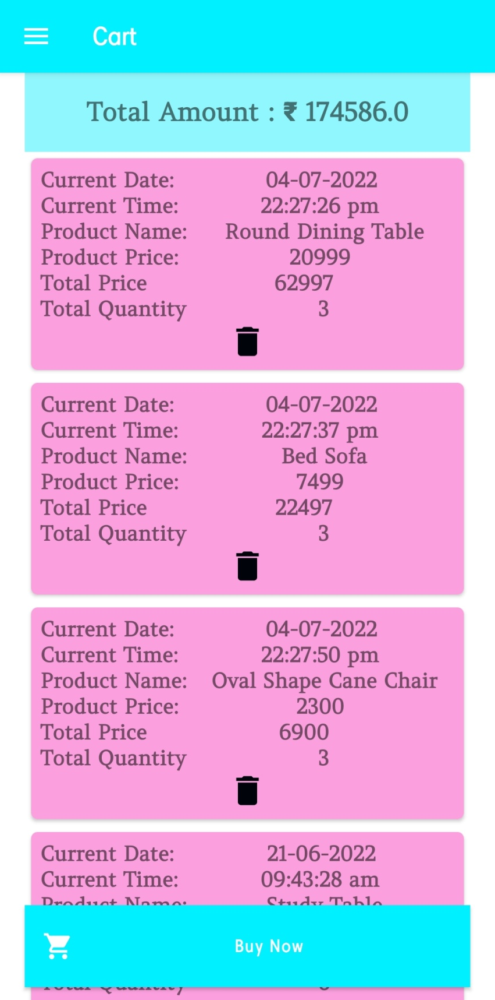 Cart
Total Amount : ₹ 174586.0
Current Date: 04-07-2022
Current Time: 22:27:26 pm
Product Name: Round Dining Table
Product Price: 20999
Total Price 62997
Total Quantity 3
Current Date: 04-07-2022
Current Time: 22:27:37 pm
Product Name: Bed Sofa
Product Price: 7499
Total Price 22497
Total Quantity 3
Current Date: 04-07-2022
Current Time: 22:27:50 pm
Product Name: Oval Shape Cane Chair
Product Price: 2300
Total Price 6900
Total Quantity 3
Current Date: 21-06-2022
Current Time: 09:43:28 am
Product Name: Study Table
Buy Now
Total Quantity